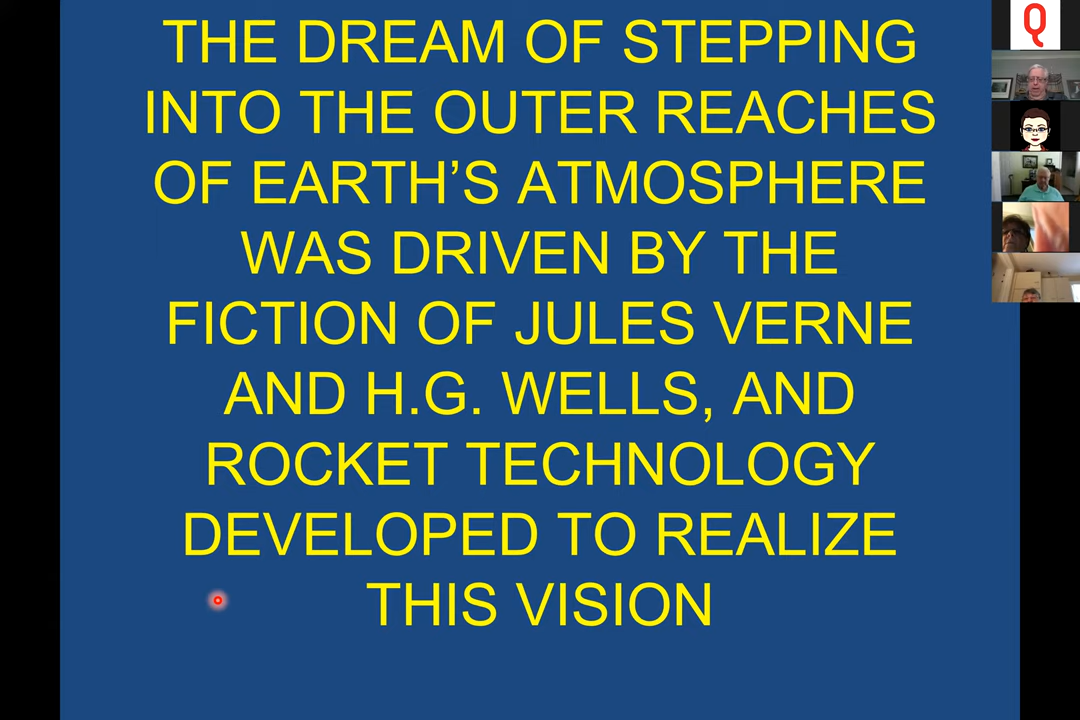 THE DREAM OF STEPPING
INTO THE OUTER REACHES
OF EARTH’S ATMOSPHERE
WAS DRIVEN BY THE
FICTION OF JULES VERNE
AND H.G. WELLS, AND
ROCKET TECHNOLOGY
DEVELOPED TO REALIZE
THIS VISION
Q